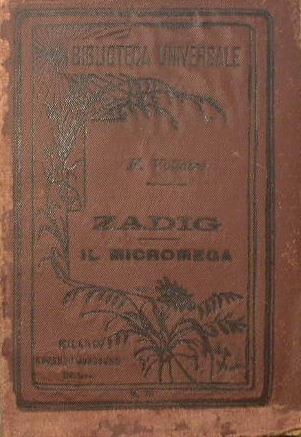 BIBLIOTECA UNIVERSALE
F. Voltaire
ZADIG
IL MICROMEGA
MILANO